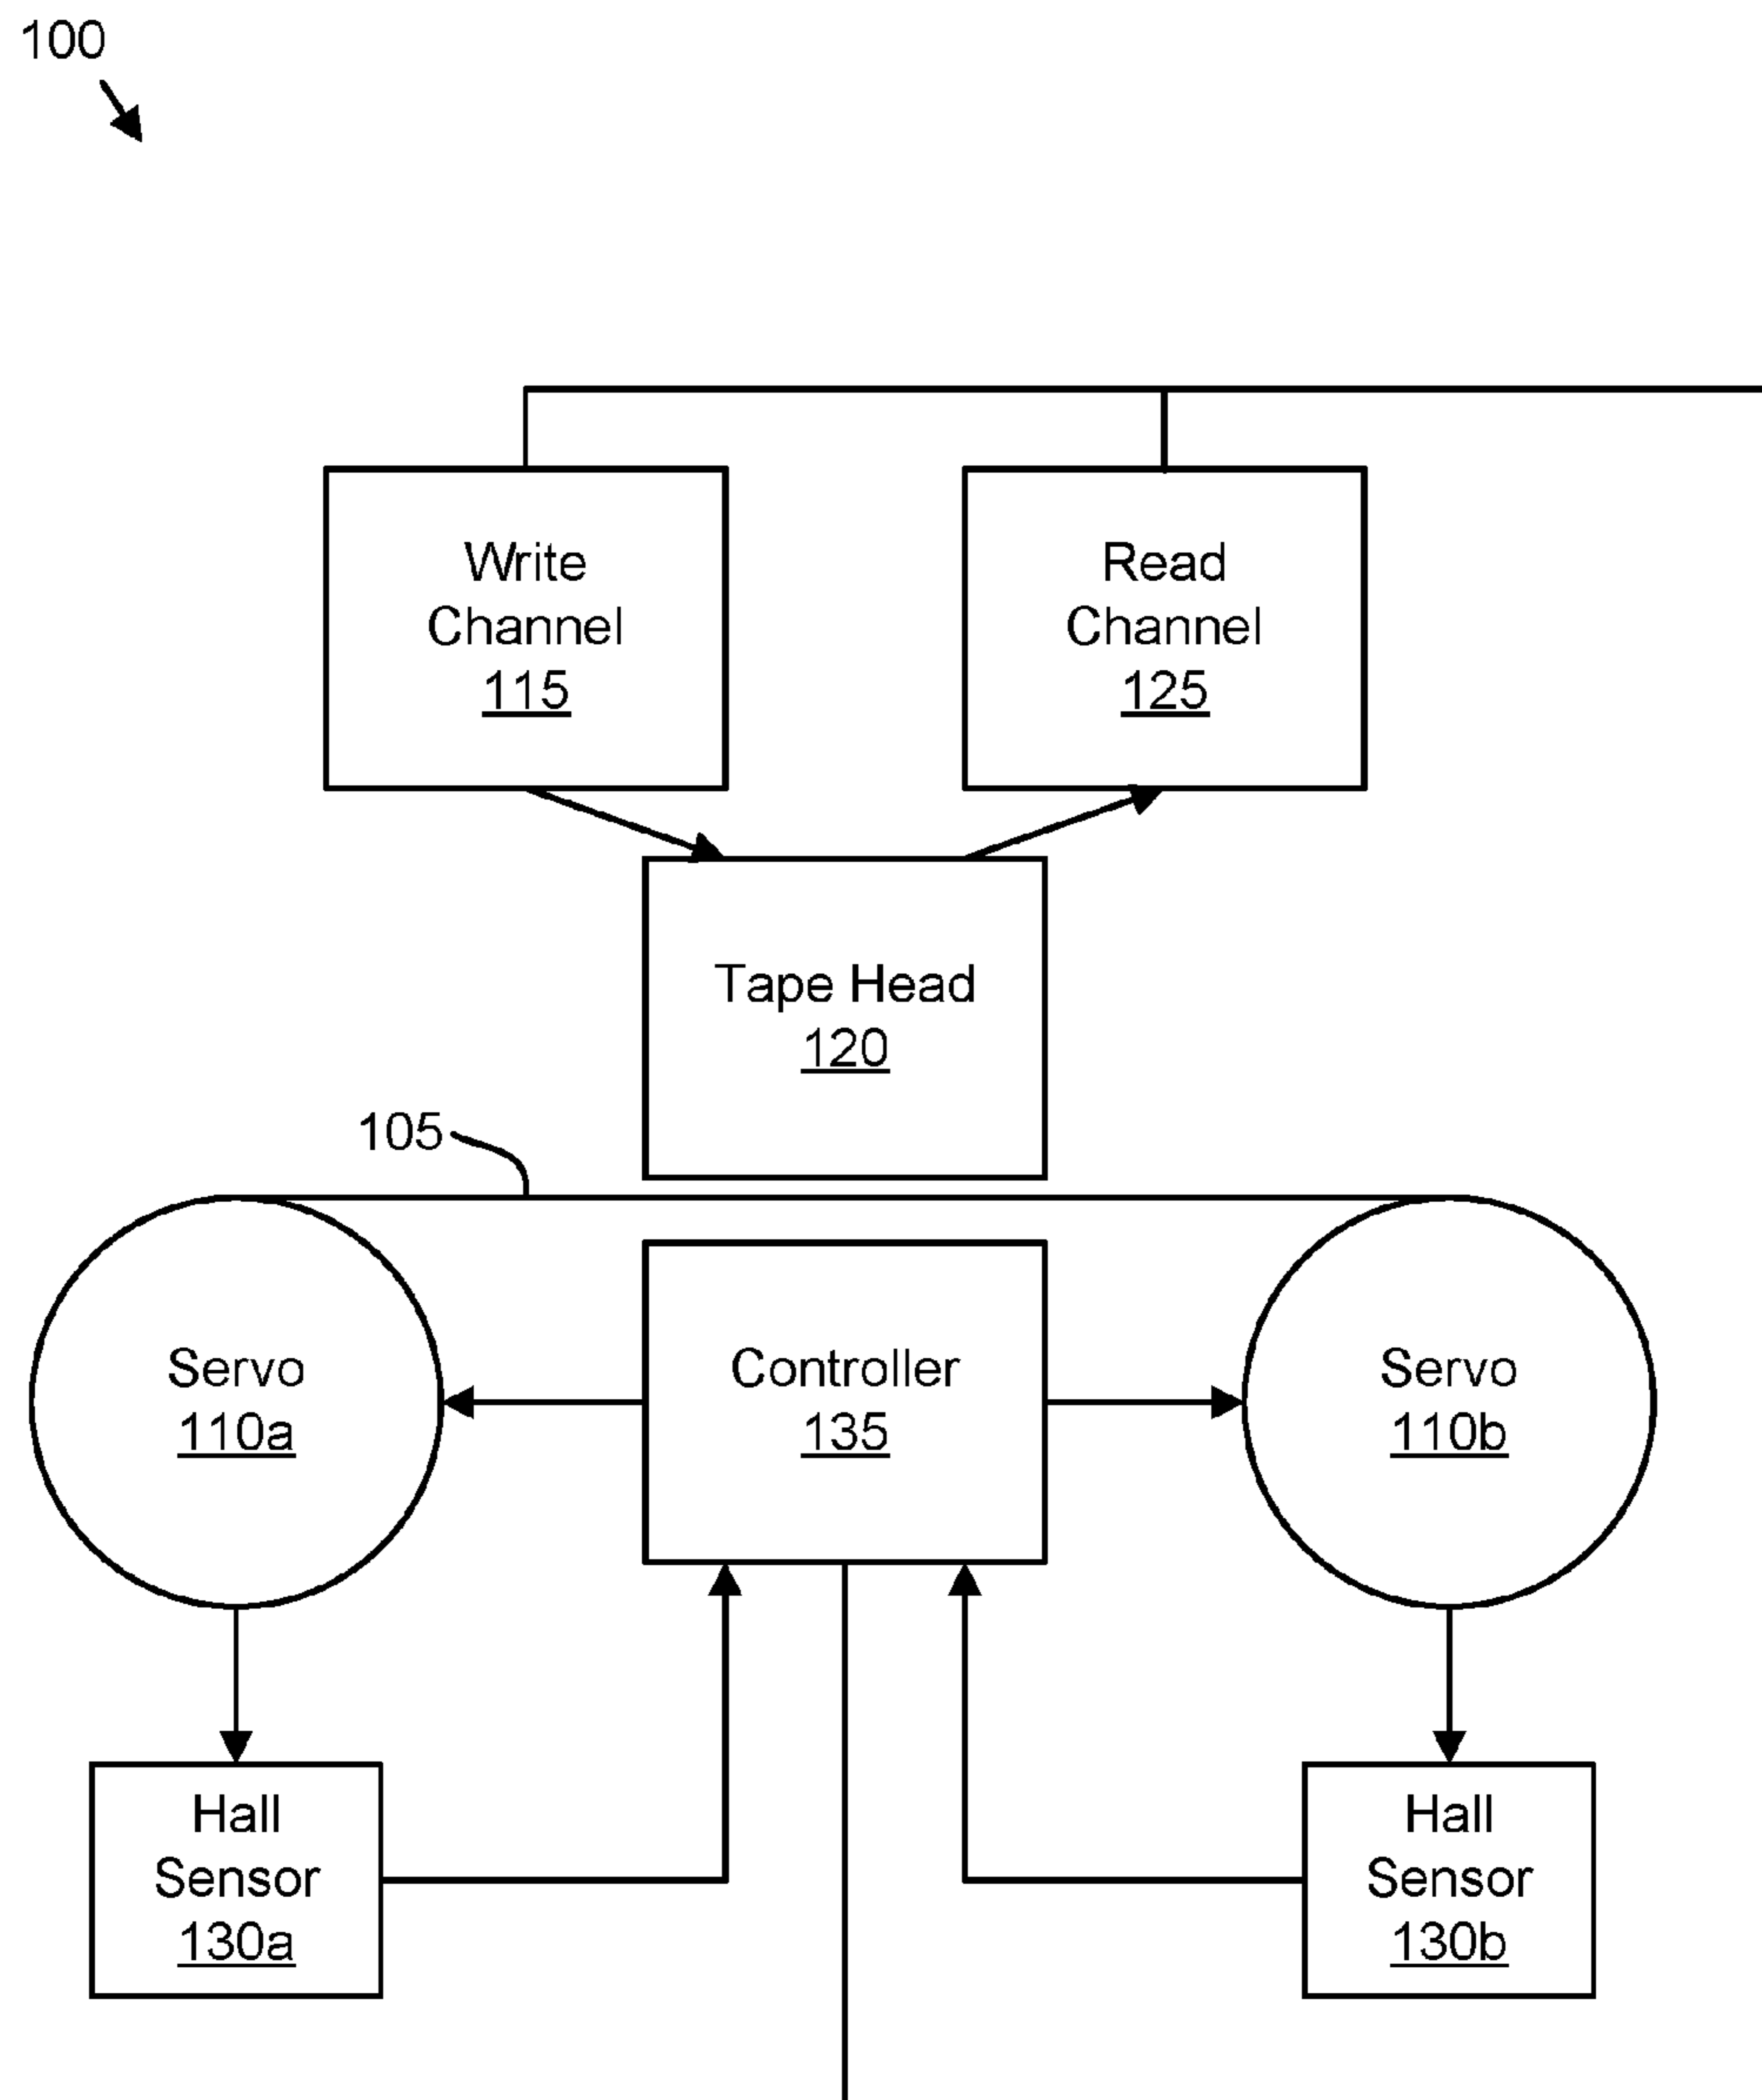 100
Write
Channel
115
Read
Channel
125
Tape Head
120
105
Servo
110a
Controller
135
Servo
110b
Hall
Sensor
130a
Hall
Sensor
130b